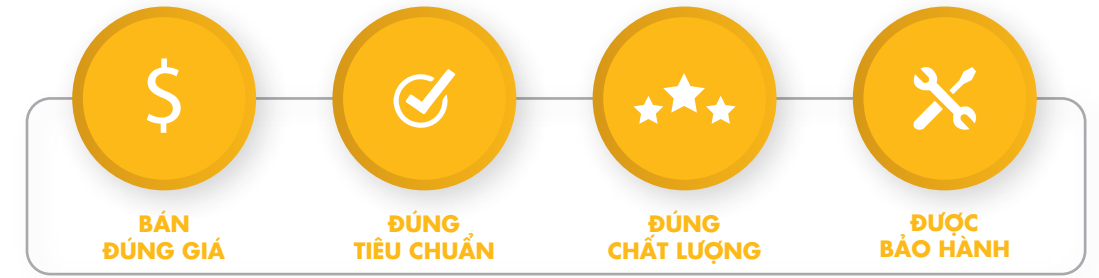 $
BÁN
ĐÚNG GIÁ
ĐÚNG
TIÊU CHUẨN
ĐÚNG
CHẤT LƯỢNG
ĐƯỢC
BẢO HÀNH